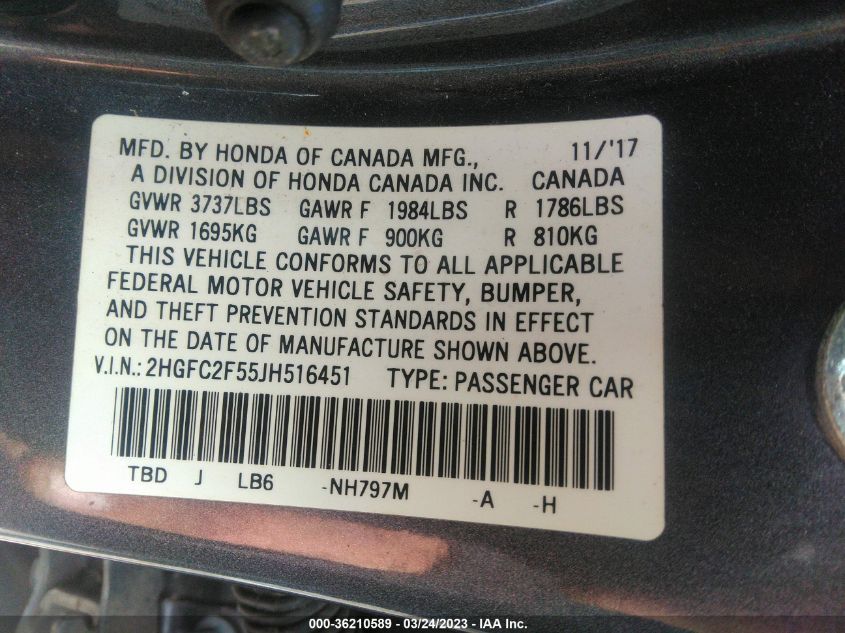 MFD. BY HONDA OF CANADA MFG., 11/'17
A DIVISION OF HONDA CANADA INC. CANADA
GVWR 3737LBS GAWR F 1984LBS R 1786LBS
GVWR 1695KG GAWR F 900KG R 810KG
THIS VEHICLE CONFORMS TO ALL APPLICABLE
FEDERAL MOTOR VEHICLE SAFETY, BUMPER,
AND THEFT PREVENTION STANDARDS IN EFFECT
ON THE DATE OF MANUFACTURE SHOWN ABOVE.
V.I.N.: 2HGFC2F55JH516451 TYPE: PASSENGER CAR
TBD J LB6 -NH797M -A -H
000-36210589 - 03/24/2023 - IAA Inc.